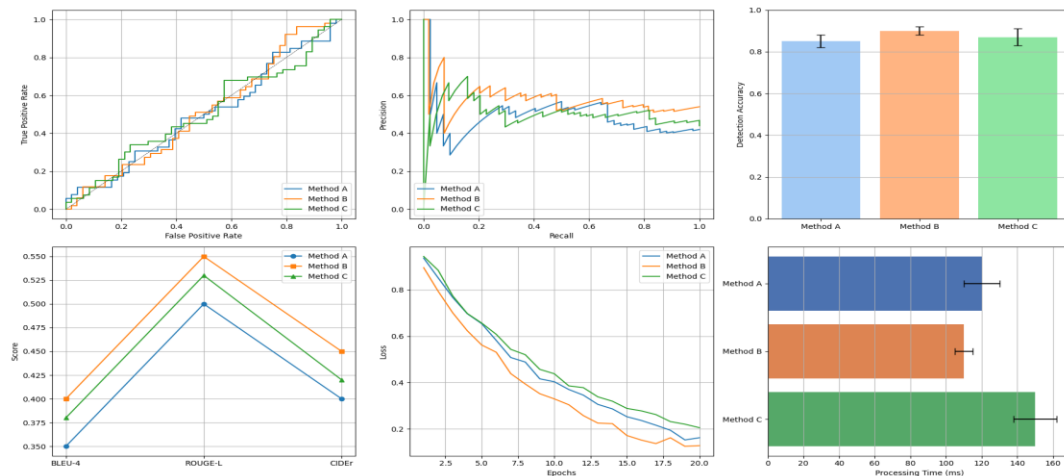 True Positive Rate
1.0
0.8
0.6
0.4
0.2
0.0
Method A
Method B
Method C
0.0 0.2 0.4 0.6 0.8 1.0
False Positive Rate
Precision
1.0
0.8
0.6
0.4
0.2
0.0
Method A
Method B
Method C
0.0 0.2 0.4 0.6 0.8 1.0
Recall
Detection Accuracy
1.0
0.8
0.6
0.4
0.2
0.0
Method A Method B Method C
Score
0.550
0.525
0.500
0.475
0.450
0.425
0.400
0.375
0.350
Method A
Method B
Method C
BLEU-4 ROUGE-L CIDEr
Loss
0.8
0.6
0.4
0.2
Method A
Method B
Method C
2.5 5.0 7.5 10.0 12.5 15.0 17.5 20.0
Epochs
Method A
Method B
Method C
0 20 40 60 80 100 120 140 160
Processing Time (ms)